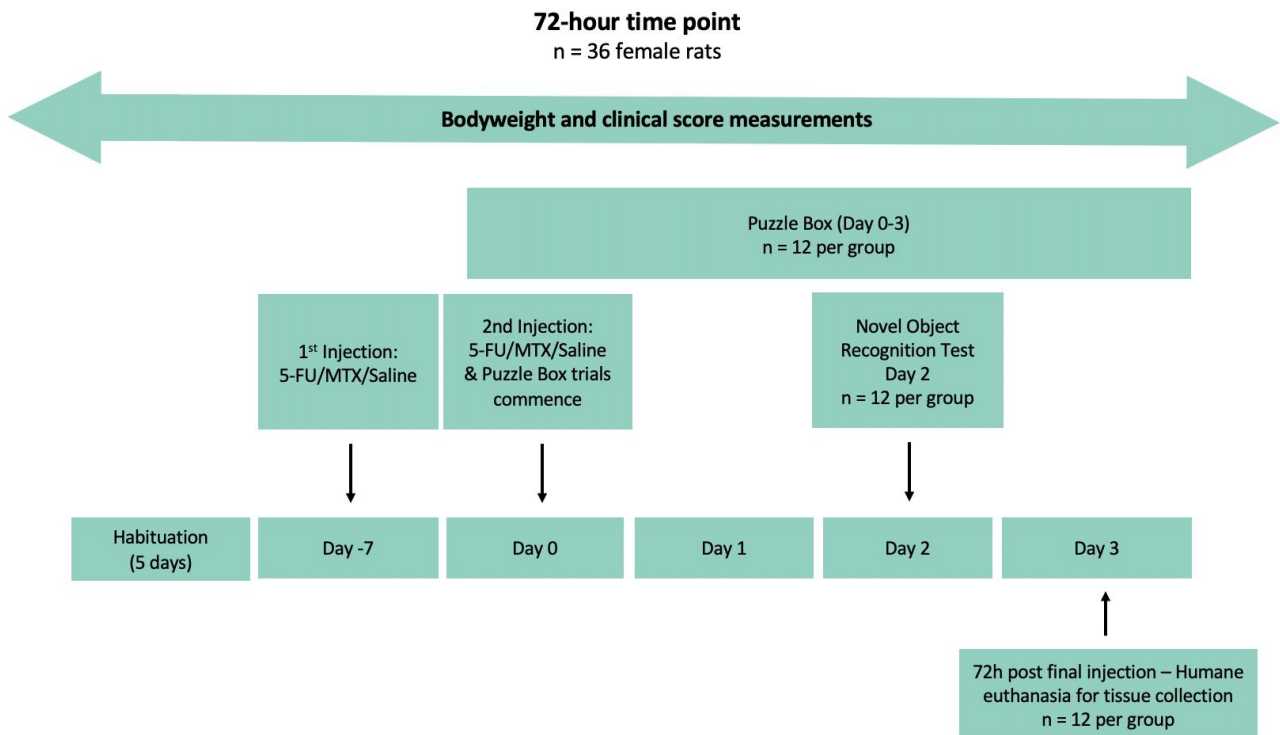 72-hour time point
n = 36 female rats
Bodyweight and clinical score measurements
Puzzle Box (Day 0-3)
n = 12 per group
1st Injection:
5-FU/MTX/Saline
2nd Injection:
5-FU/MTX/Saline
& Puzzle Box trials
commence
Novel Object
Recognition Test
Day 2
n = 12 per group
Habituation
(5 days)
Day -7
Day 0
Day 1
Day 2
Day 3
72h post final injection – Humane
euthanasia for tissue collection
n = 12 per group